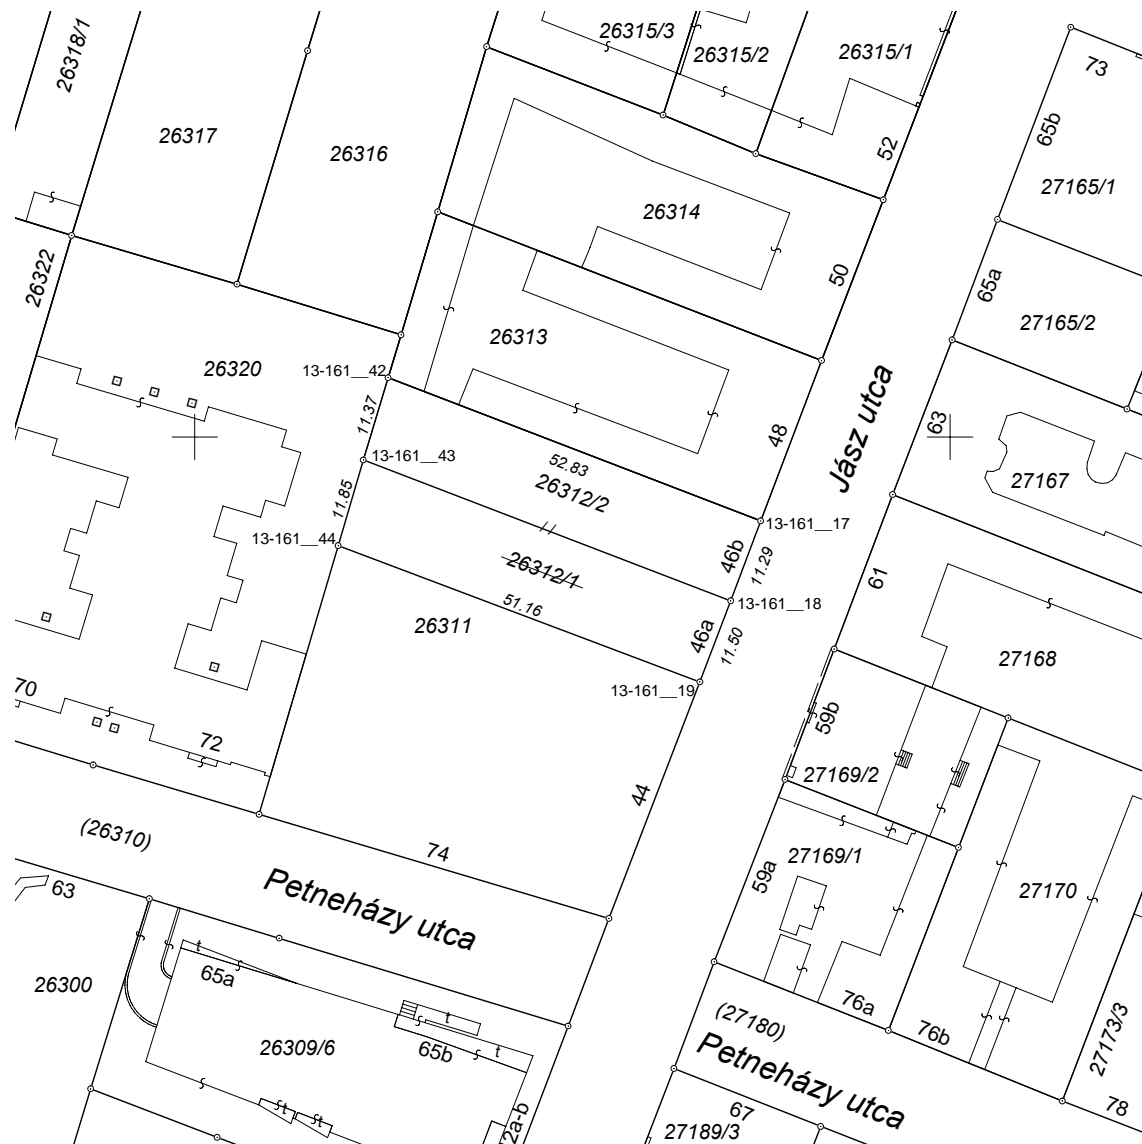 26318/1
26315/3
26315/2
26315/1
73
65b
26317
26316
52
27165/1
26314
26322
50
65a
27165/2
26313
26320
13-161__42
Jász utca
11.37
63
48
13-161__43
52.83
27167
26312/2
11.85
13-161__44
13-161__17
46b
11.29
26312/1
61
51.16
13-161__18
26311
46a
11.50
27168
70
13-161__19
72
59b
27169/2
44
(26310)
74
27169/1
63
Petneházy utca
59a
27170
t
65a
26300
76a
(27180)
76b
27173/3
t
t
65b
26309/6
Petneházy utca
t
t
2a-b
67
78
27189/3